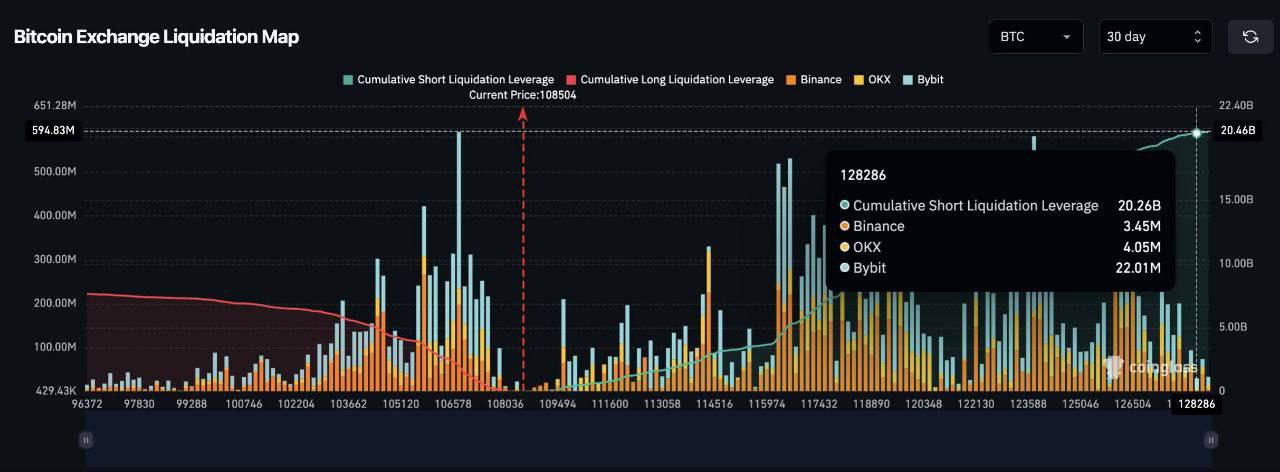 Bitcoin Exchange Liquidation Map
BTC
30 day
Cumulative Short Liquidation Leverage Cumulative Long Liquidation Leverage Binance OKX Bybit
Current Price:108504
651.28M 22.40B
594.83M 20.46B
500.00M
15.00B
400.00M
300.00M 10.00B
200.00M
5.00B
100.00M
429.43K 0
128286
Cumulative Short Liquidation Leverage 20.26B
Binance 3.45M
OKX 4.05M
Bybit 22.01M
coinglass
96372 97830 99288 100746 102204 103662 105120 106578 108036 109494 111600 113058 114516 115974 117432 118890 120348 122130 123588 125046 126504 128286